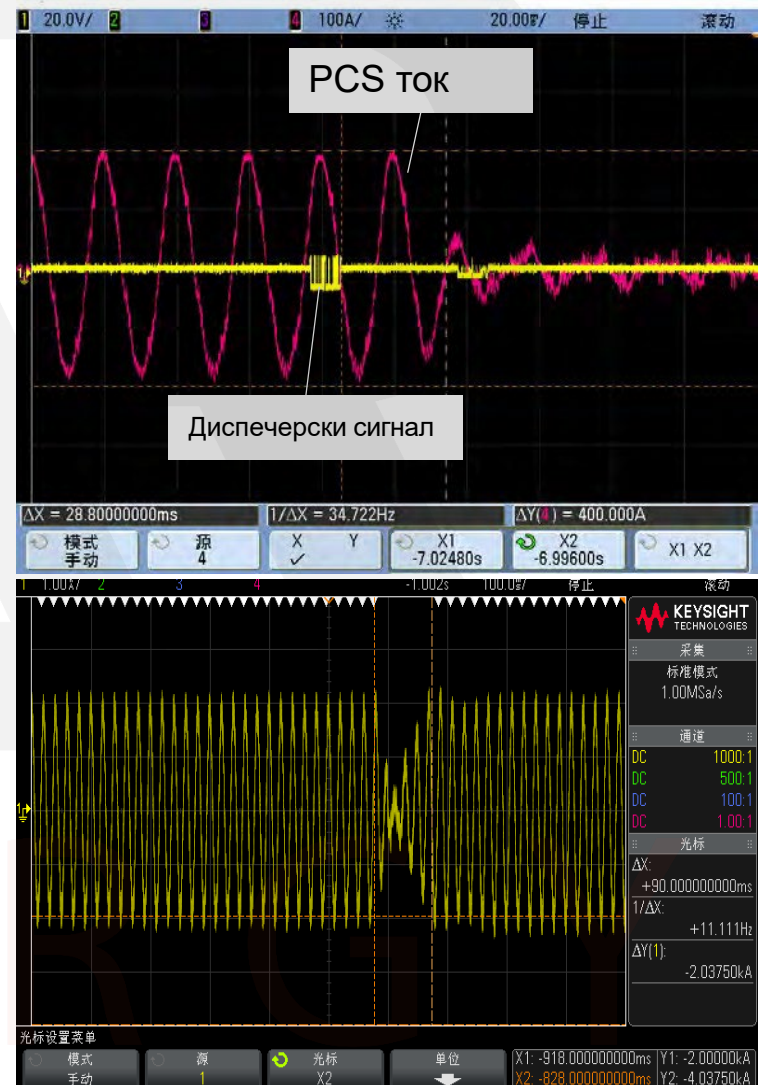 1 20.0V/ 2 3 4 100A/ 20.00 停止 滚动
PCS ток
Диспечерски сигнал
ΔX = 28.80000000ms 1/ΔX = 34.722Hz ΔY(4) = 400.000A
模式 源 X Y X1 X2 X1 X2
手动 4 ✓ -7.02480s -6.99600s
1 2 3 4 -1.002s 停止 滚动
KEYSIGHT
TECHNOLOGIES
采集
标准模式
1.00MSa/s
通道
DC 1000:1
DC 500:1
DC 100:1
DC 1.00:1
光标
ΔX:
+90.000000000ms
1/ΔX:
+11.111Hz
ΔY(1):
-2.03750kA
光标设置菜单
模式 源 光标 单位 X1: -918.000000000ms Y1: -2.00000kA
手动 1 X2 X2: -828.000000000ms Y2: -4.03750kA